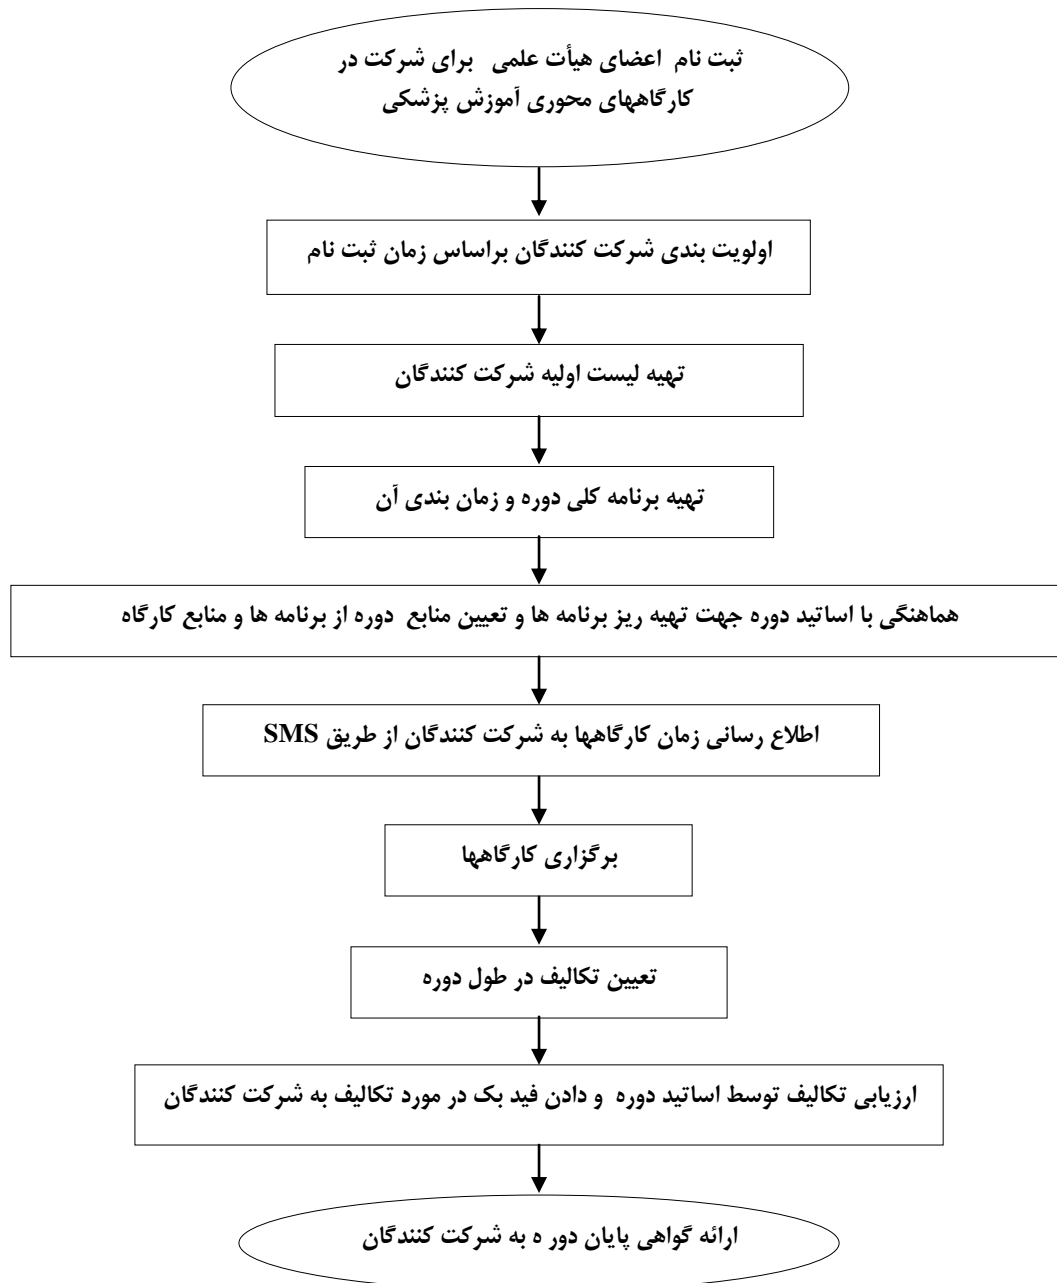 ثبت نام اعضای هیأت علمی برای شرکت در
کارگاههای محوری آموزش پزشکی
اولویت بندی شرکت کنندگان براساس زمان ثبت نام
تهیه لیست اولیه شرکت کنندگان
تهیه برنامه کلی دوره و زمان بندی آن
هماهنگی با اساتید دوره جهت تهیه ریز برنامه ها و تعیین منابع دوره از برنامه ها و منابع کارگاه
اطلاع رسانی زمان کارگاهها به شرکت کنندگان از طریق SMS
برگزاری کارگاهها
تعیین تکالیف در طول دوره
ارزیابی تکالیف توسط اساتید دوره و دادن فید بک در مورد تکالیف به شرکت کنندگان
ارائه گواهی پایان دور ه به شرکت کنندگان